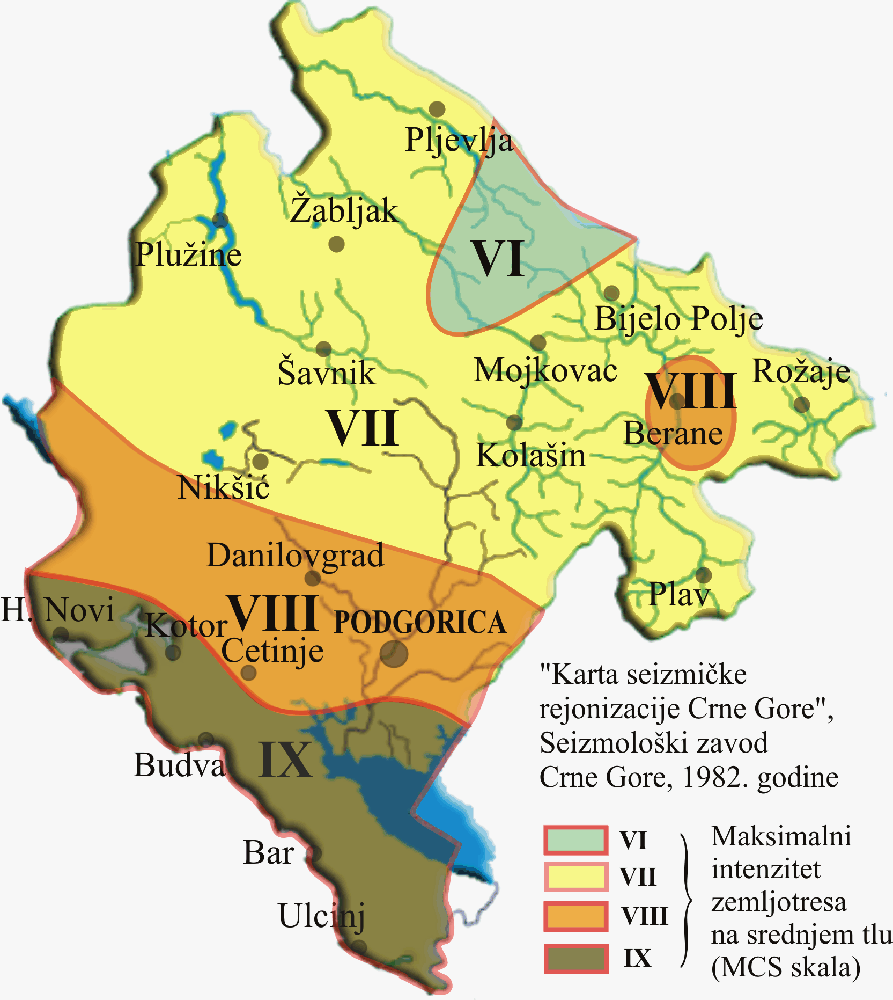 Pljevlja
Žabljak
Plužine
VI
Bijelo Polje
Šavnik
Mojkovac
Rožaje
VIII
VII
Berane
Kolašin
Nikšić
Danilovgrad
Plav
H. Novi
Kotor
VIII
PODGORICA
Cetinje
Budva
IX
Bar
Ulcinj
"Karta seizmičke
rejonizacije Crne Gore",
Seizmološki zavod
Crne Gore, 1982. godine
VI
VII
VIII
IX
Maksimalni
intenzitet
zemljotresa
na srednjem tlu
(MCS skala)